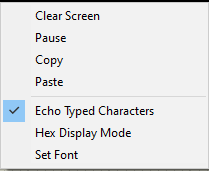 Clear Screen
Pause
Copy
Paste
Echo Typed Characters
Hex Display Mode
Set Font